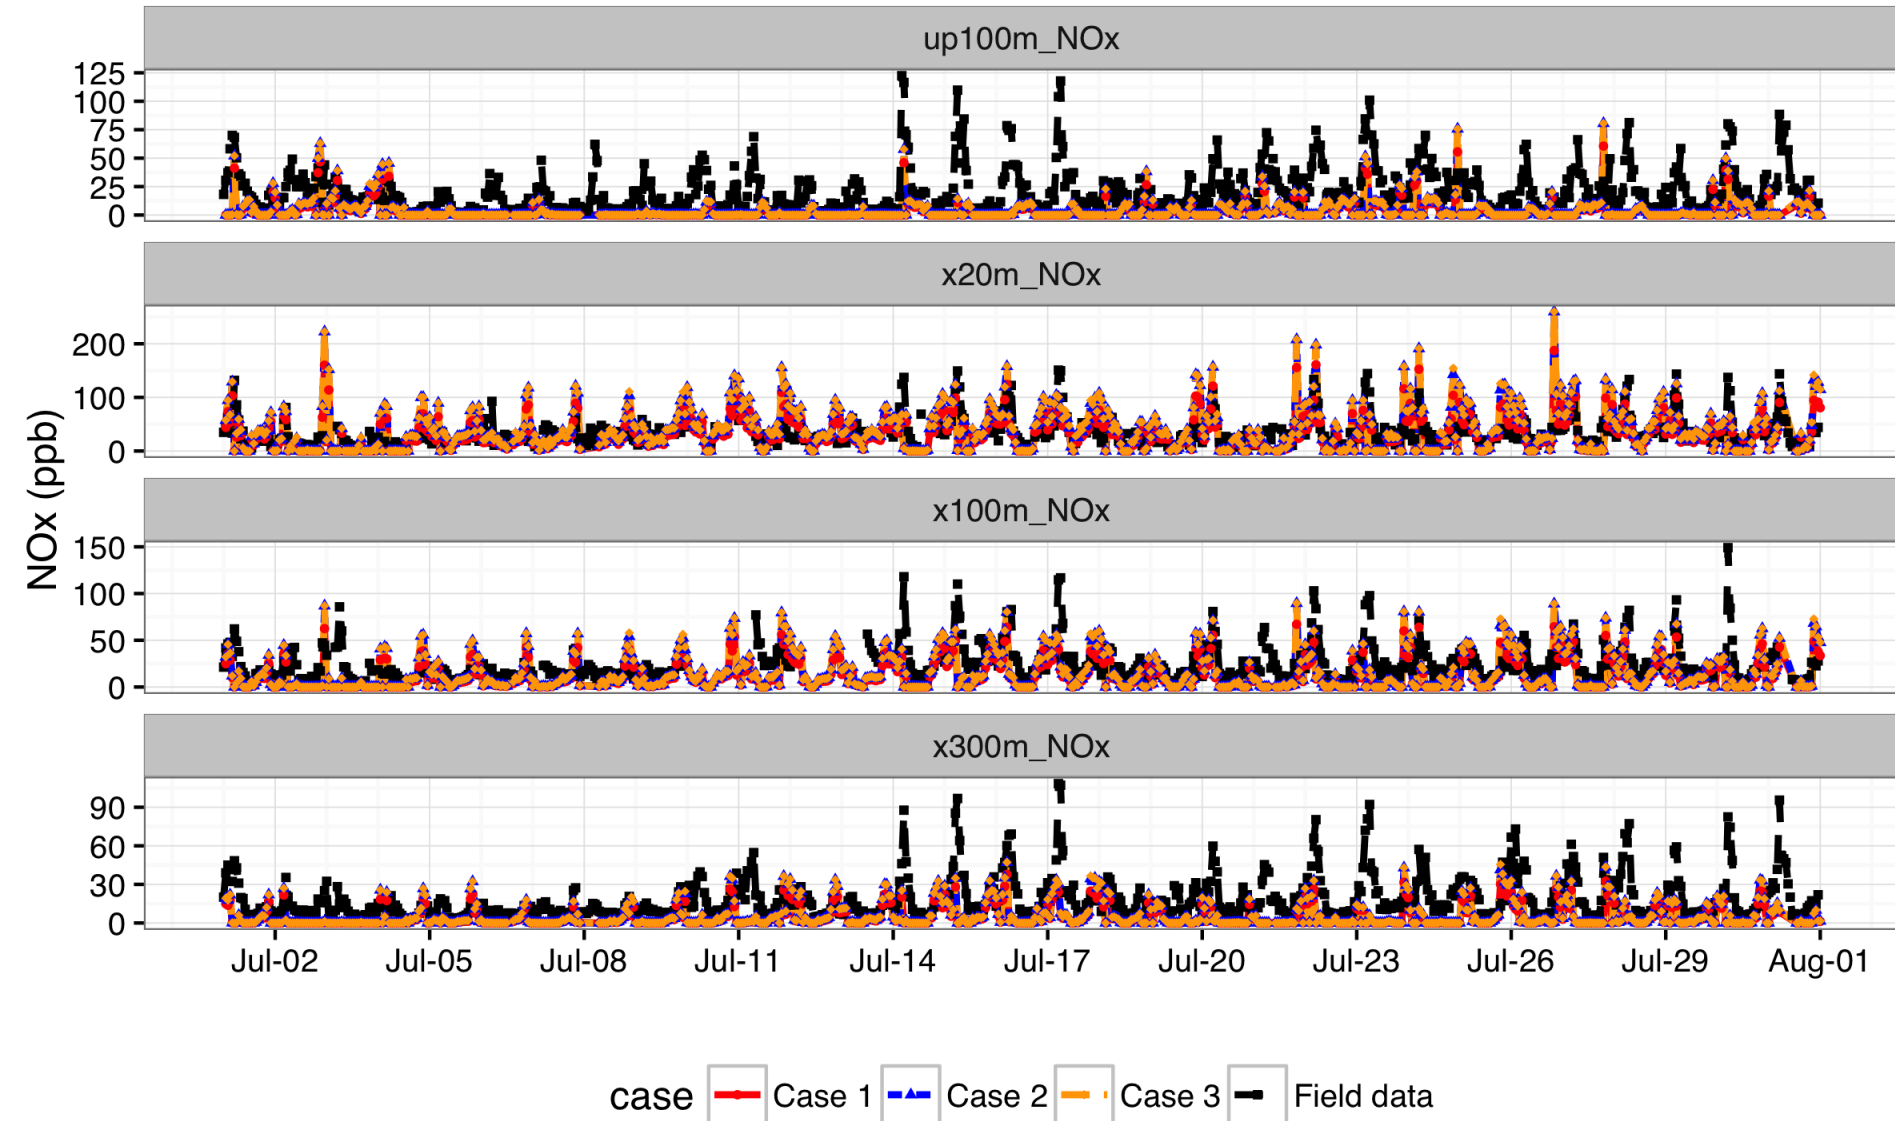 up100m_NOx
125
100
75
50
25
0
x20m_NOx
200
100
0
x100m_NOx
150
100
50
0
x300m_NOx
90
60
30
0
NOx (ppb)
Jul-02 Jul-05 Jul-08 Jul-11 Jul-14 Jul-17 Jul-20 Jul-23 Jul-26 Jul-29 Aug-01
case Case 1 Case 2 Case 3 Field data